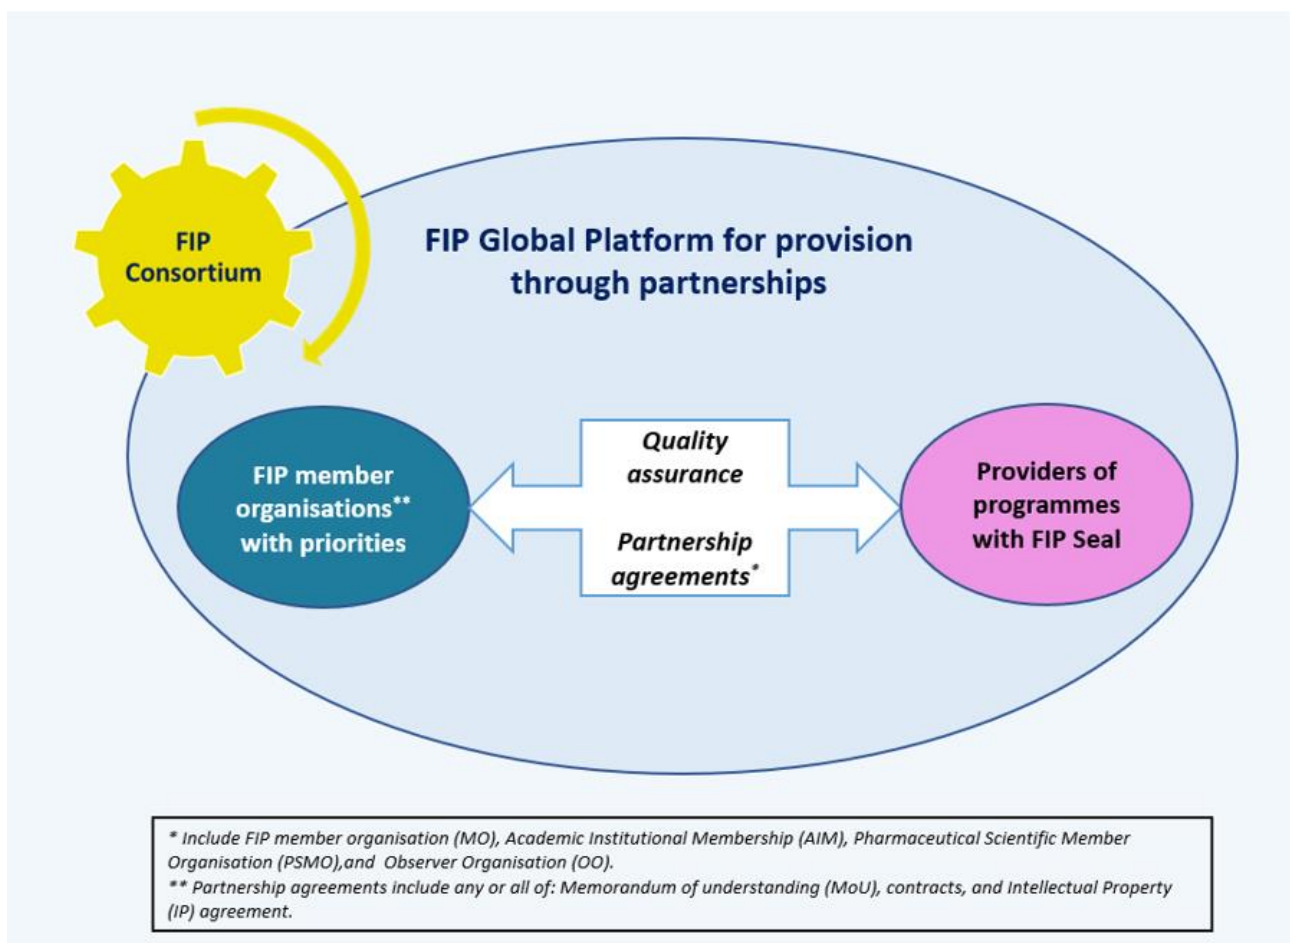 FIP
Consortium
FIP Global Platform for provision
through partnerships
FIP member
organisations**
with priorities
Quality
assurance
Partnership
agreements*
Providers of
programmes
with FIP Seal
* Include FIP member organisation (MO), Academic Institutional Membership (AIM), Pharmaceutical Scientific Member
Organisation (PSMO),and Observer Organisation (OO).
** Partnership agreements include any or all of: Memorandum of understanding (MoU), contracts, and Intellectual Property
(IP) agreement.